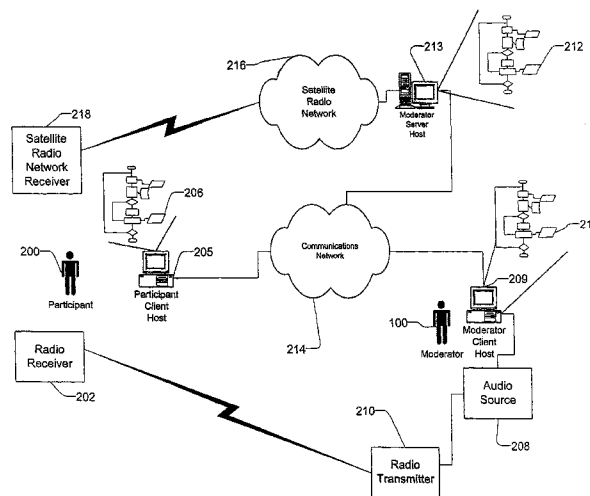 216
Satellite
Radio
Network
213
Moderator
Server
Host
212
218
Satellite
Radio
Network
Receiver
206
200
Participant
205
Participant
Client
Host
Communications
Network
214
21
209
100
Moderator
Moderator
Client
Host
Radio
Receiver
202
Audio
Source
208
210
Radio
Transmitter